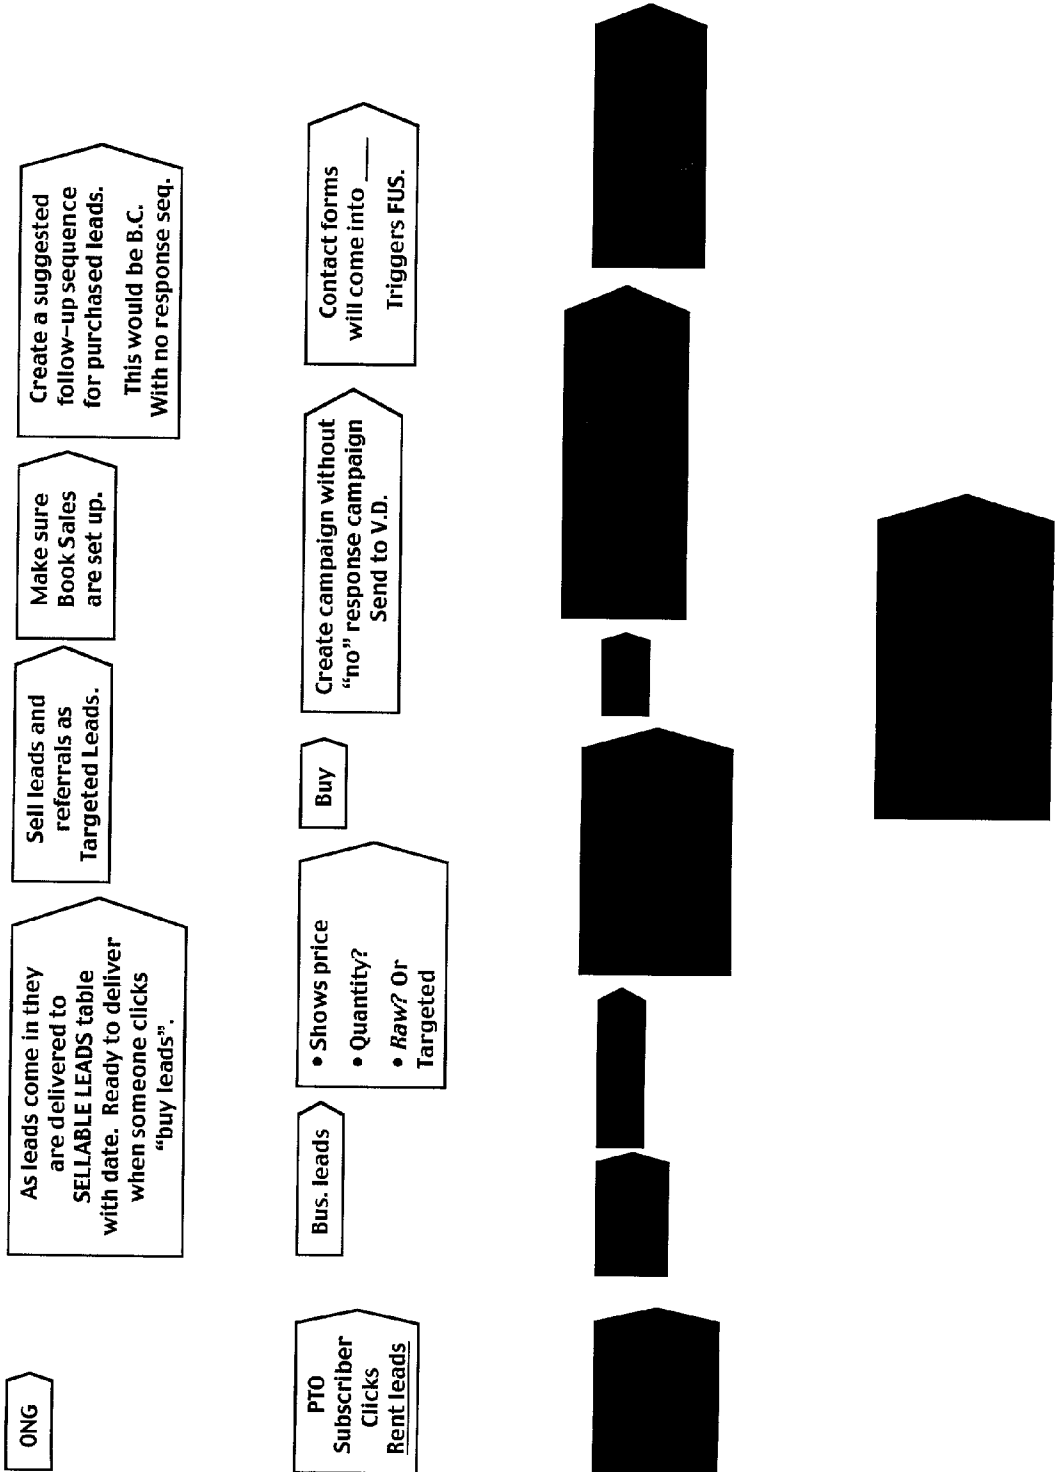 ONG
As leads come in they
are delivered to
SELLABLE LEADS table
with date. Ready to deliver
when someone clicks
“buy leads”.
Sell leads and
referrals as
Targeted Leads.
Make sure
Book Sales
are set up.
Create a suggested
follow-up sequence
for purchased leads.
This would be B.C.
With no response seq.
PTO
Subscriber
Clicks
Rent leads
Bus. leads
• Shows price
• Quantity?
• Raw? Or
Targeted
Buy
Create campaign without
“no” response campaign
Send to V.D.
Contact forms
will come into ___
Triggers FUS.